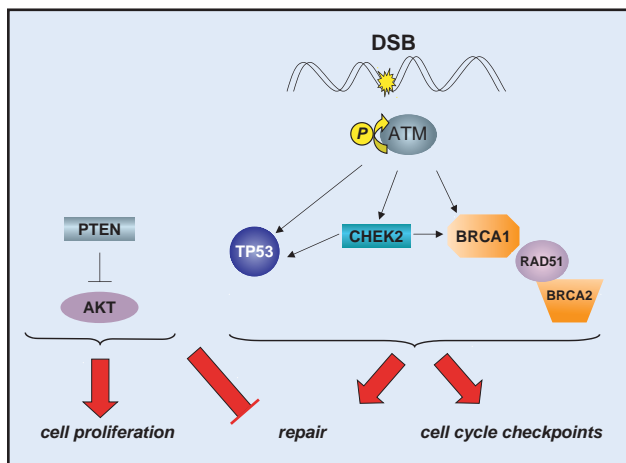 DSB
P
ATM
PTEN
TP53
CHEK2
BRCA1
RAD51
BRCA2
AKT
cell proliferation
repair
cell cycle checkpoints